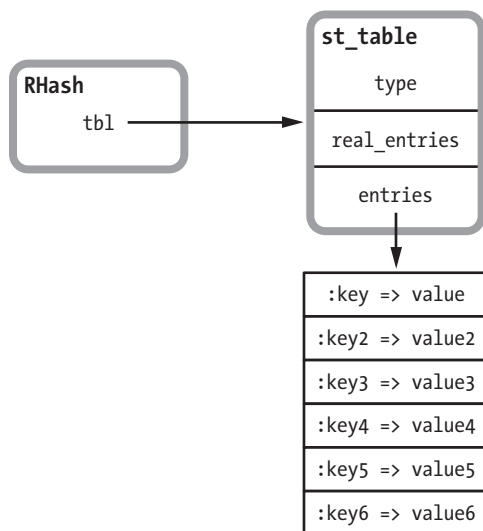 RHash
tbl
st_table
type
real_entries
entries
:key => value
:key2 => value2
:key3 => value3
:key4 => value4
:key5 => value5
:key6 => value6